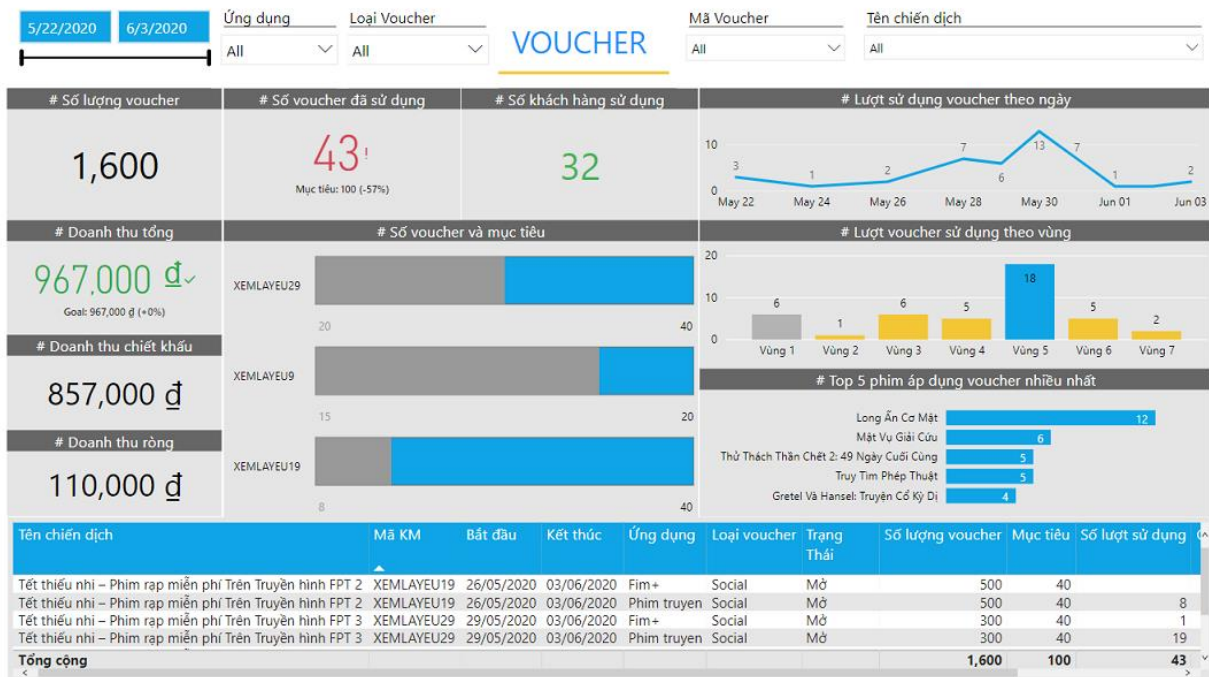 5/22/2020 6/3/2020
Ứng dụng
All
Loại Voucher
All
VOUCHER
Mã Voucher
All
Tên chiến dịch
All
# Số lượng voucher
1,600
# Số voucher đã sử dụng
43!
Mục tiêu: 100 (-57%)
# Số khách hàng sử dụng
32
# Lượt sử dụng voucher theo ngày
10
0
3 1 2 7 6 13 7 1 2
May 22 May 24 May 26 May 28 May 30 Jun 01 Jun 03
# Doanh thu tổng
967,000 ₫
Goal: 967,000 ₫ (+0%)
# Doanh thu chiết khấu
857,000 ₫
# Doanh thu ròng
110,000 ₫
# Số voucher và mục tiêu
XEMLAYEU29
20 40
XEMLAYEU9
15 20
XEMLAYEU19
8 40
# Lượt voucher sử dụng theo vùng
20
10
0
6 1 6 5 18 5 2
Vùng 1 Vùng 2 Vùng 3 Vùng 4 Vùng 5 Vùng 6 Vùng 7
# Top 5 phim áp dụng voucher nhiều nhất
Long Ấn Cơ Mật 12
Mật Vụ Giải Cứu 6
Thử Thách Thần Chết 2: 49 Ngày Cuối Cùng 5
Truy Tìm Phép Thuật 5
Gretel Và Hansel: Truyện Cổ Kỳ Dị 4
Tên chiến dịch Mã KM Bắt đầu Kết thúc Ứng dụng Loại voucher Trạng Thái Số lượng voucher Mục tiêu Số lượt sử dụng
Tết thiếu nhi – Phim rạp miễn phí Trên Truyền hình FPT 2 XEMLAYEU19 26/05/2020 03/06/2020 Fim+ Social Mở 500 40
Tết thiếu nhi – Phim rạp miễn phí Trên Truyền hình FPT 2 XEMLAYEU19 26/05/2020 03/06/2020 Phim truyen Social Mở 500 40 8
Tết thiếu nhi – Phim rạp miễn phí Trên Truyền hình FPT 3 XEMLAYEU29 29/05/2020 03/06/2020 Fim+ Social Mở 300 40 1
Tết thiếu nhi – Phim rạp miễn phí Trên Truyền hình FPT 3 XEMLAYEU29 29/05/2020 03/06/2020 Phim truyen Social Mở 300 40 19
Tổng cộng 1,600 100 43